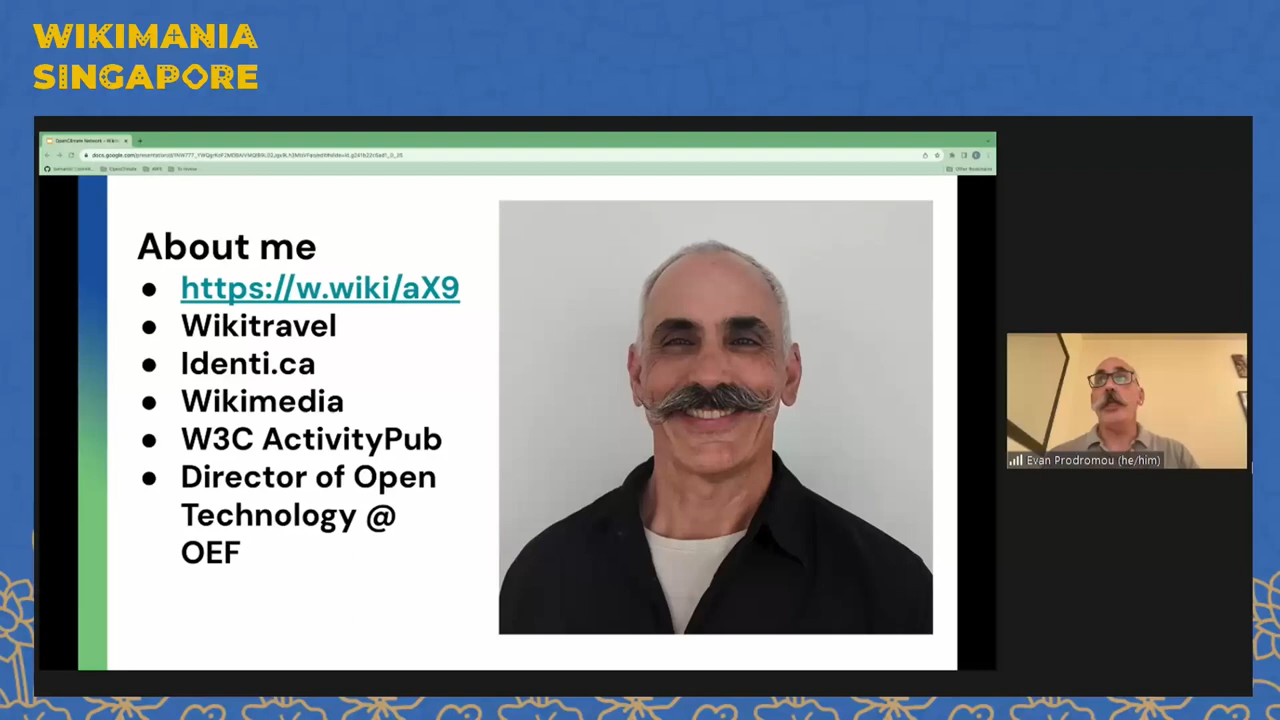 WIKIMANIA
SINGAPORE
About me
https://w.wiki/aX9
Wikitravel
Identi.ca
Wikimedia
W3C ActivityPub
Director of Open
Technology @
OEF
Evan Prodromou (he/him)